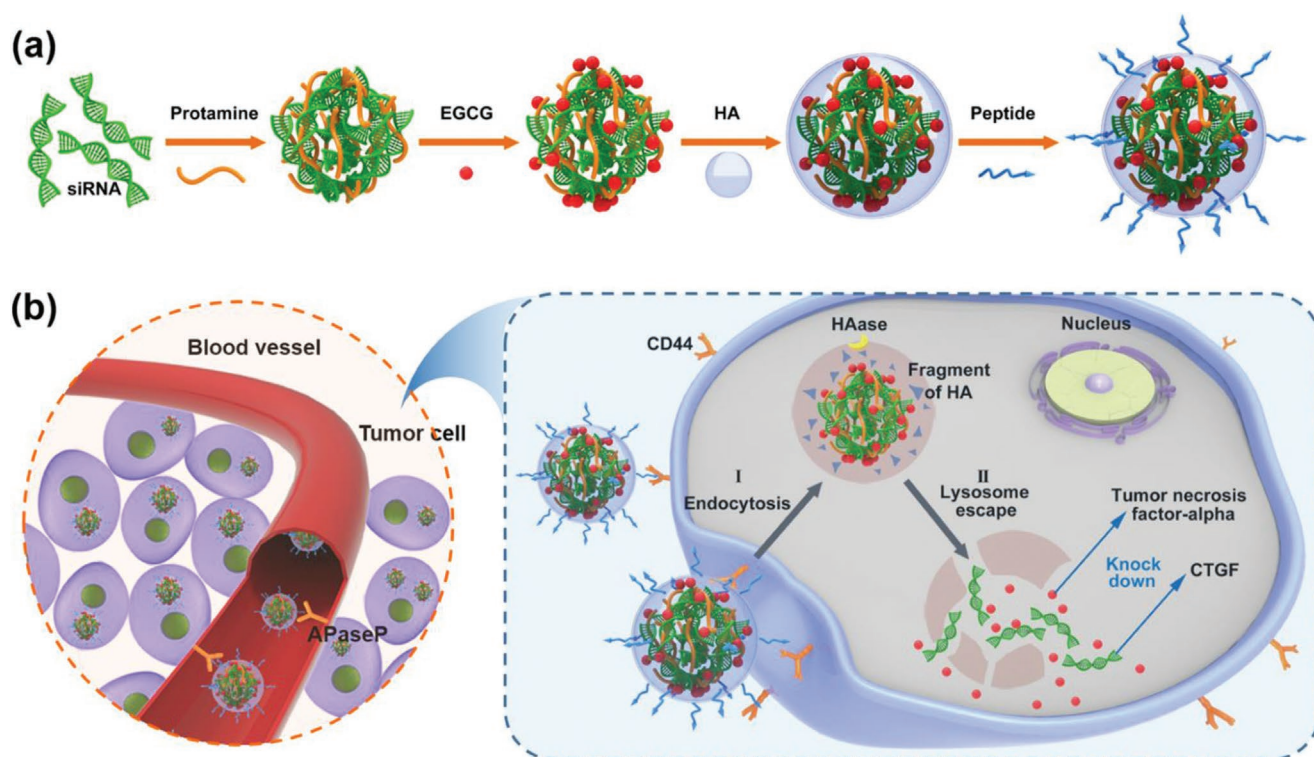 (a)
siRNA
Protamine
EGCG
HA
Peptide
(b)
Blood vessel
Tumor cell
APaseP
CD44
HAase
Fragment
of HA
Nucleus
I
Endocytosis
II
Lysosome
escape
Tumor necrosis
factor-alpha
Knock
down
CTGF